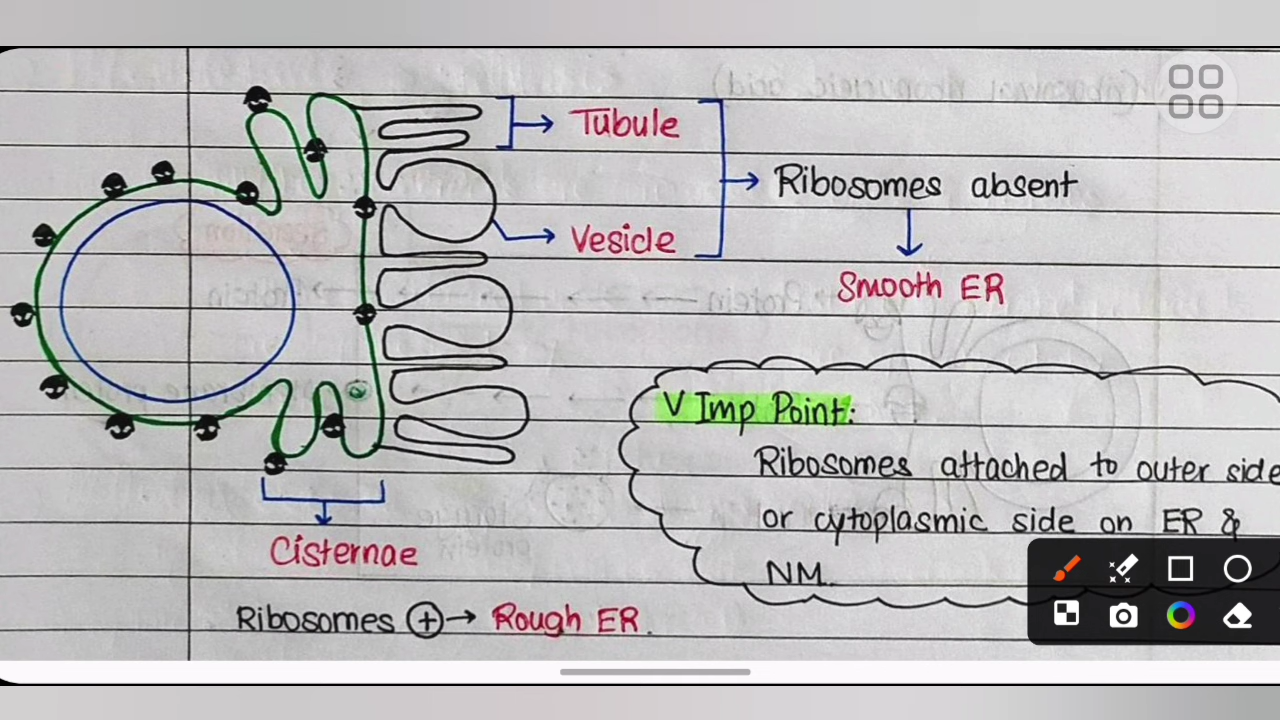 Tubule
Ribosomes absent
Vesicle
Smooth ER
V Imp Point:
Ribosomes attached to outer side
or cytoplasmic side on ER &
NM.
Cisternae
Ribosomes + → Rough ER.